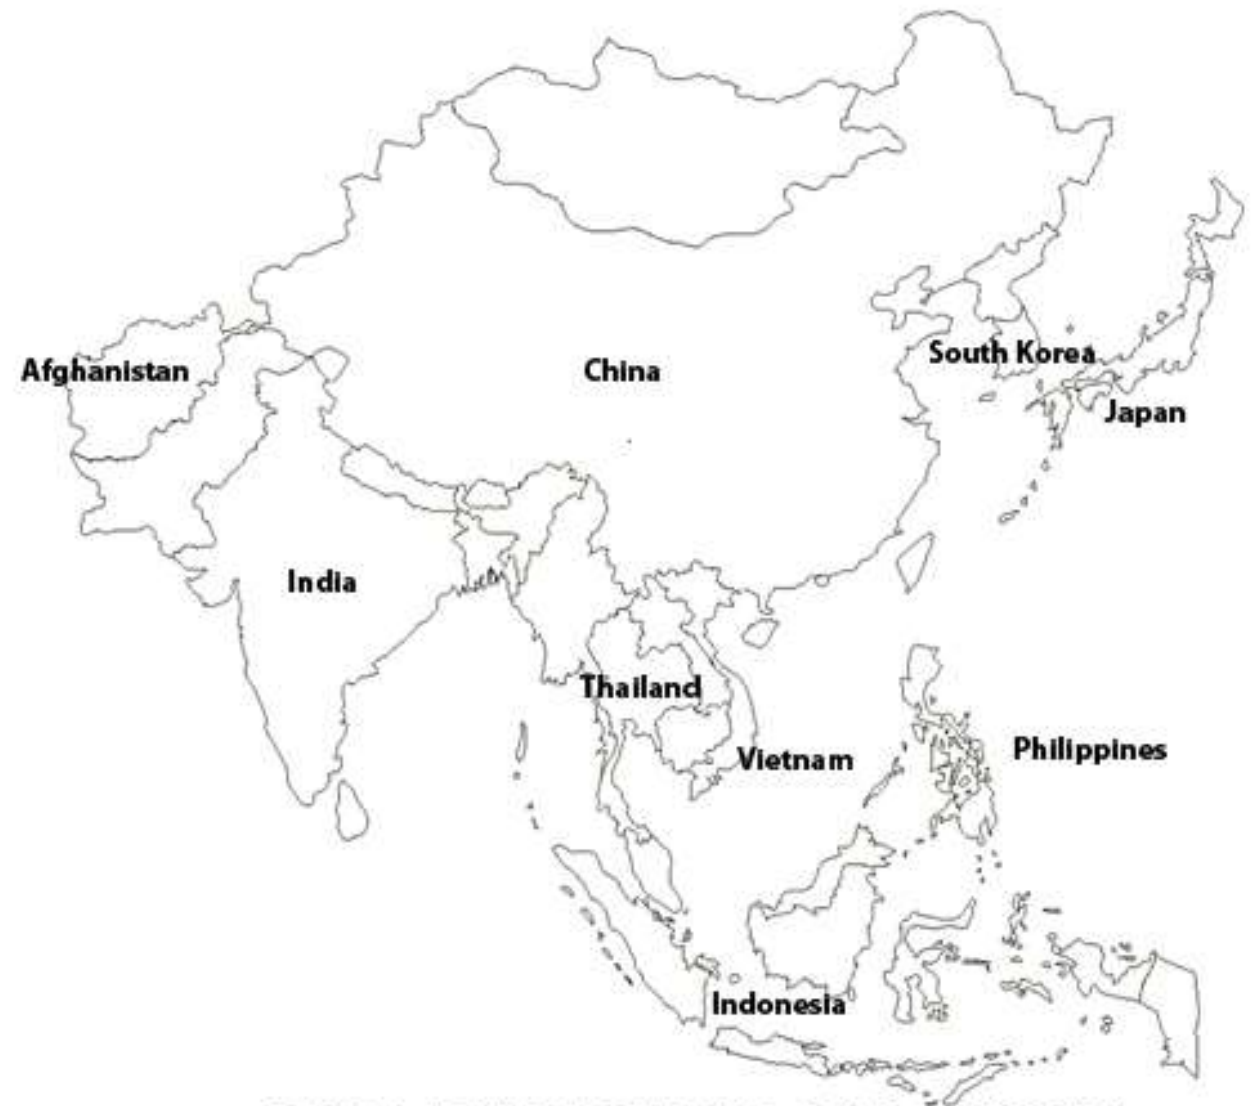 Afghanistan
China
South Korea
Japan
India
Thailand
Vietnam
Philippines
Indonesia